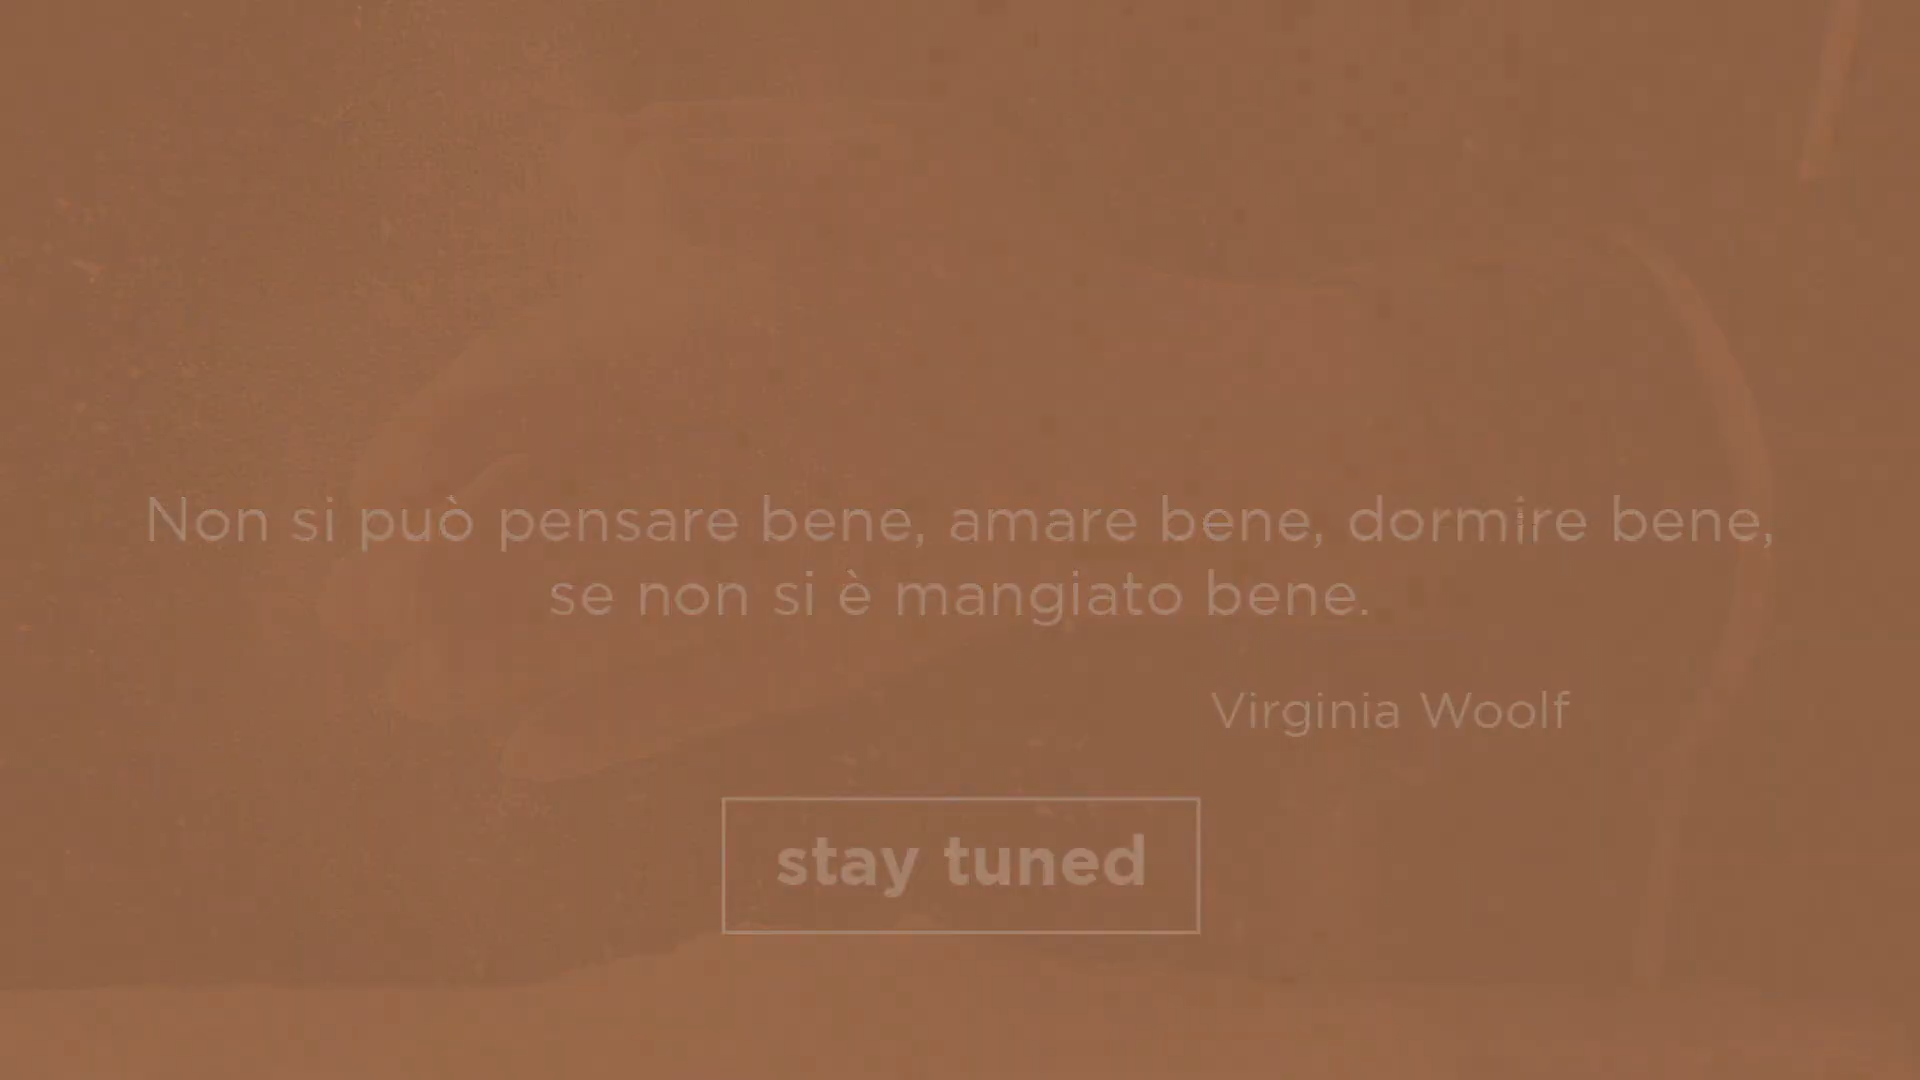 Non si può pensare bene, amare bene, dormire bene,
se non si è mangiato bene.
Virginia Woolf
stay tuned